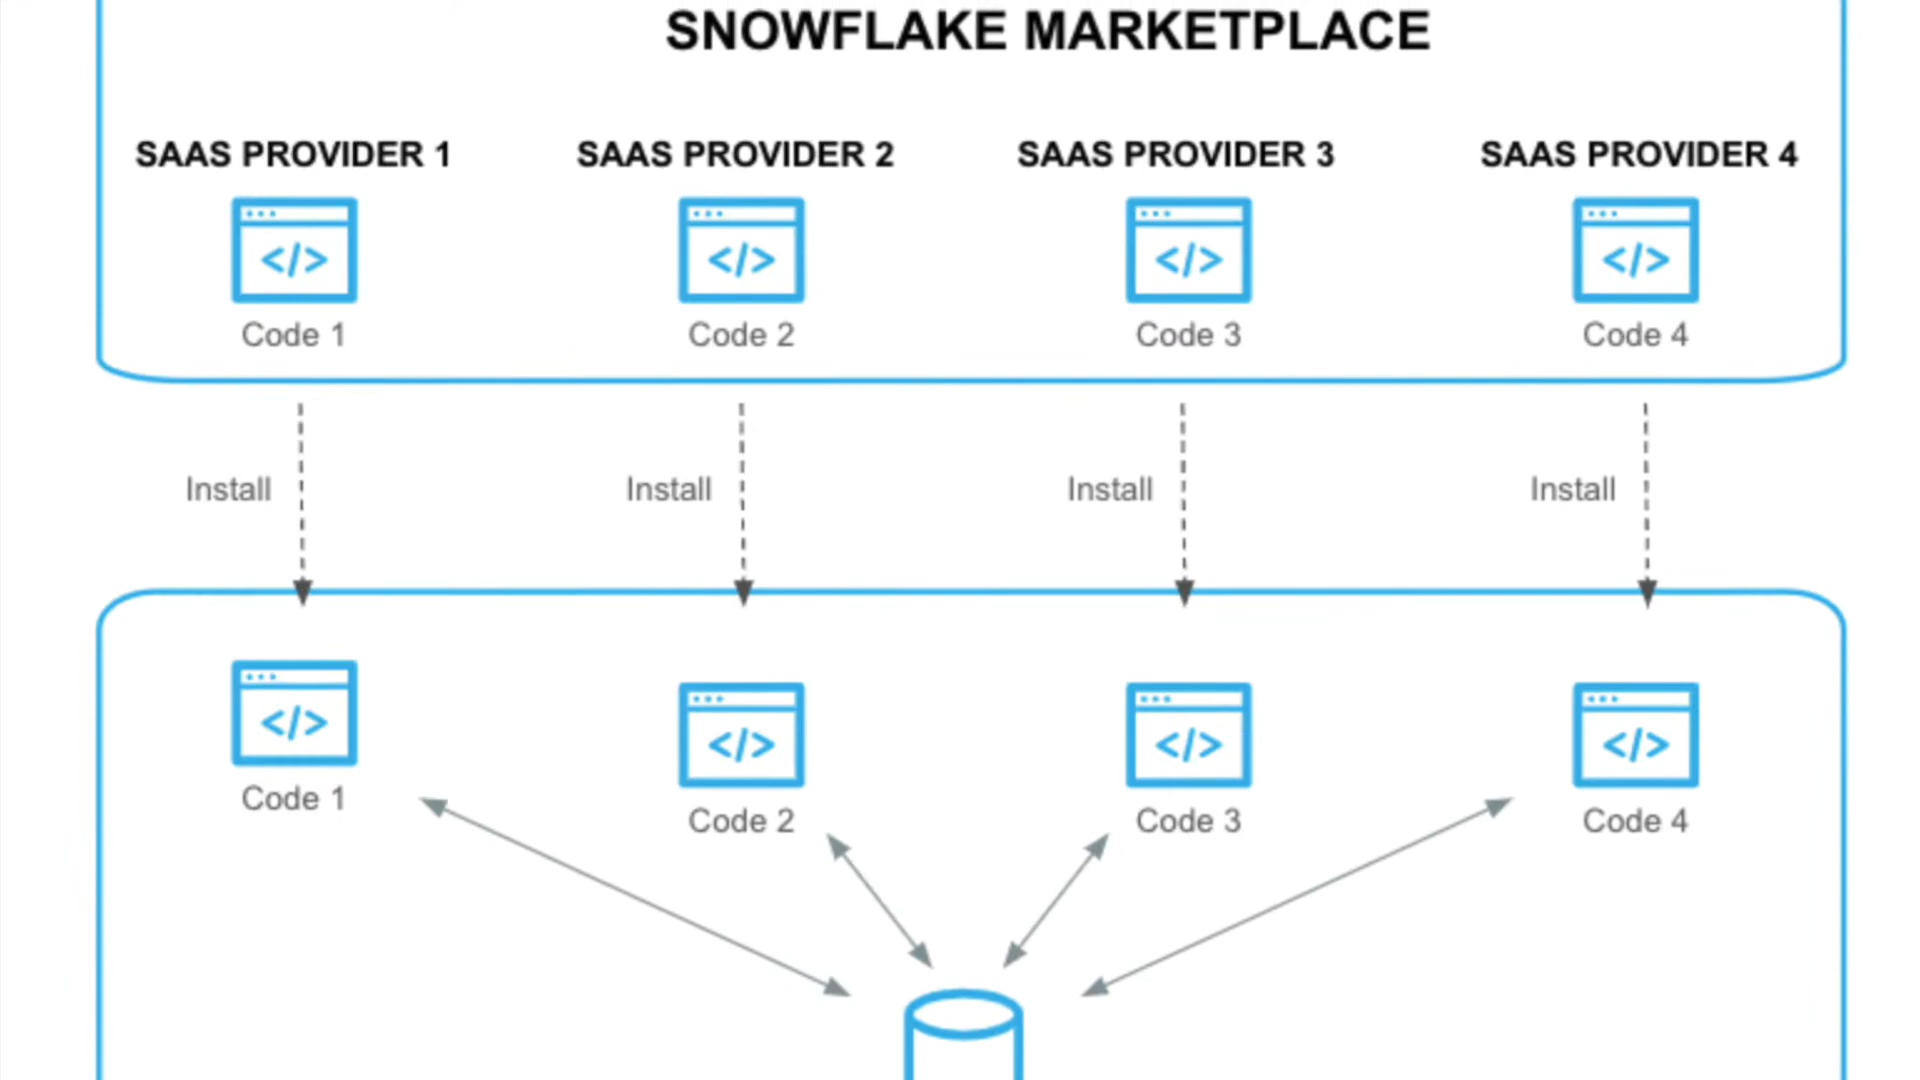 SNOWFLAKE MARKETPLACE
SAAS PROVIDER 1
SAAS PROVIDER 2
SAAS PROVIDER 3
SAAS PROVIDER 4
</>
</>
</>
</>
Code 1
Code 2
Code 3
Code 4
Install
Install
Install
Install
</>
</>
</>
</>
Code 1
Code 2
Code 3
Code 4